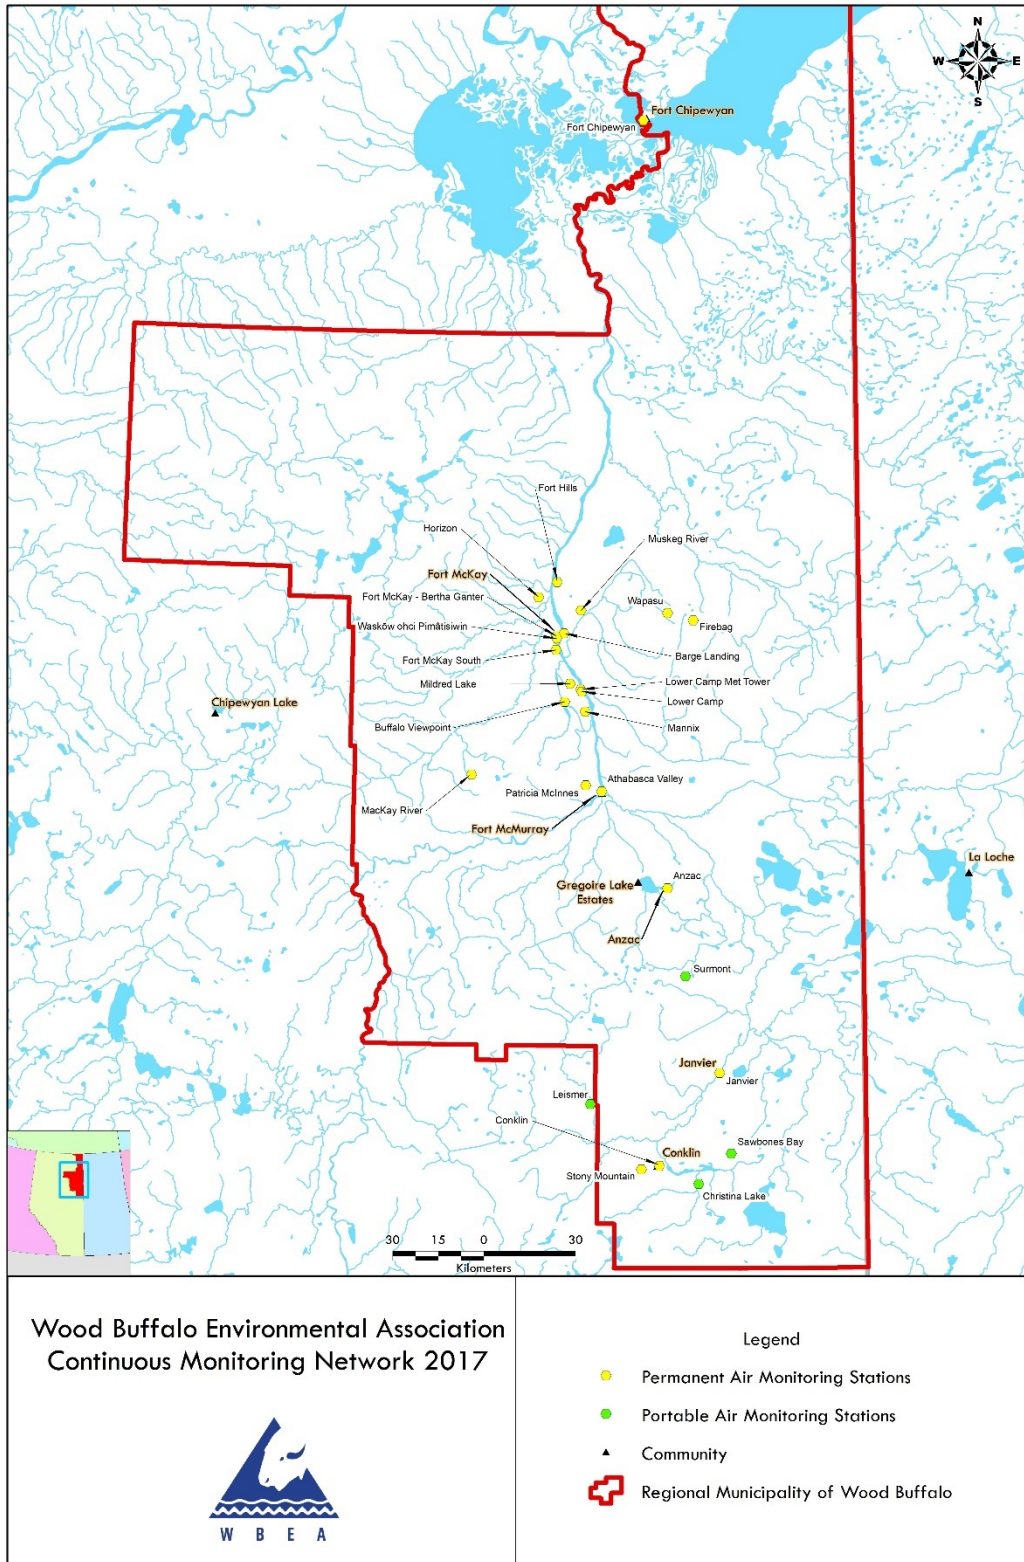 N
W
E
S
Fort Chipewyan
Fort Chipewyan
Fort Hills
Horizon
Muskeg River
Fort McKay
Fort McKay - Bertha Ganter
Wapasu
Firebag
Waskōw ohci Pimâtisiwin
Barge Landing
Fort McKay South
Mildred Lake
Lower Camp Met Tower
Lower Camp
Chipewyan Lake
Buffalo Viewpoint
Mannix
Athabasca Valley
Patricia McInnes
MacKay River
Fort McMurray
La Loche
Anzac
Gregoire Lake
Estates
Anzac
Surmont
Janvier
Janvier
Leismer
Conklin
Sawbones Bay
Conklin
Stony Mountain
Christina Lake
30 15 0 30
Kilometers
Wood Buffalo Environmental Association
Continuous Monitoring Network 2017
W B E A
Legend
Permanent Air Monitoring Stations
Portable Air Monitoring Stations
Community
Regional Municipality of Wood Buffalo